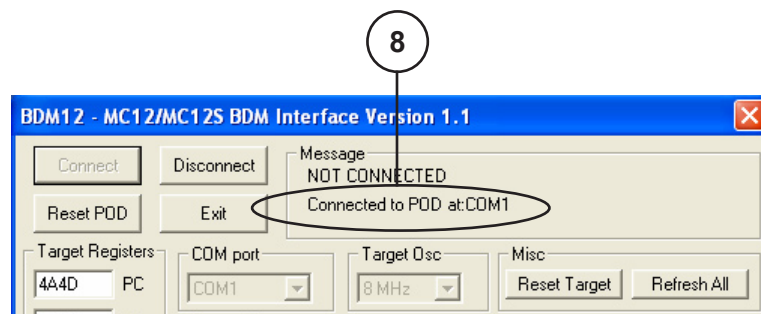 8
BDM12 - MC12/MC12S BDM Interface Version 1.1
Connect Disconnect Message
NOT CONNECTED
Reset POD Exit Connected to POD at:COM1
Target Registers COM port Target Osc Misc
4A4D PC COM1 8 MHz Reset Target Refresh All